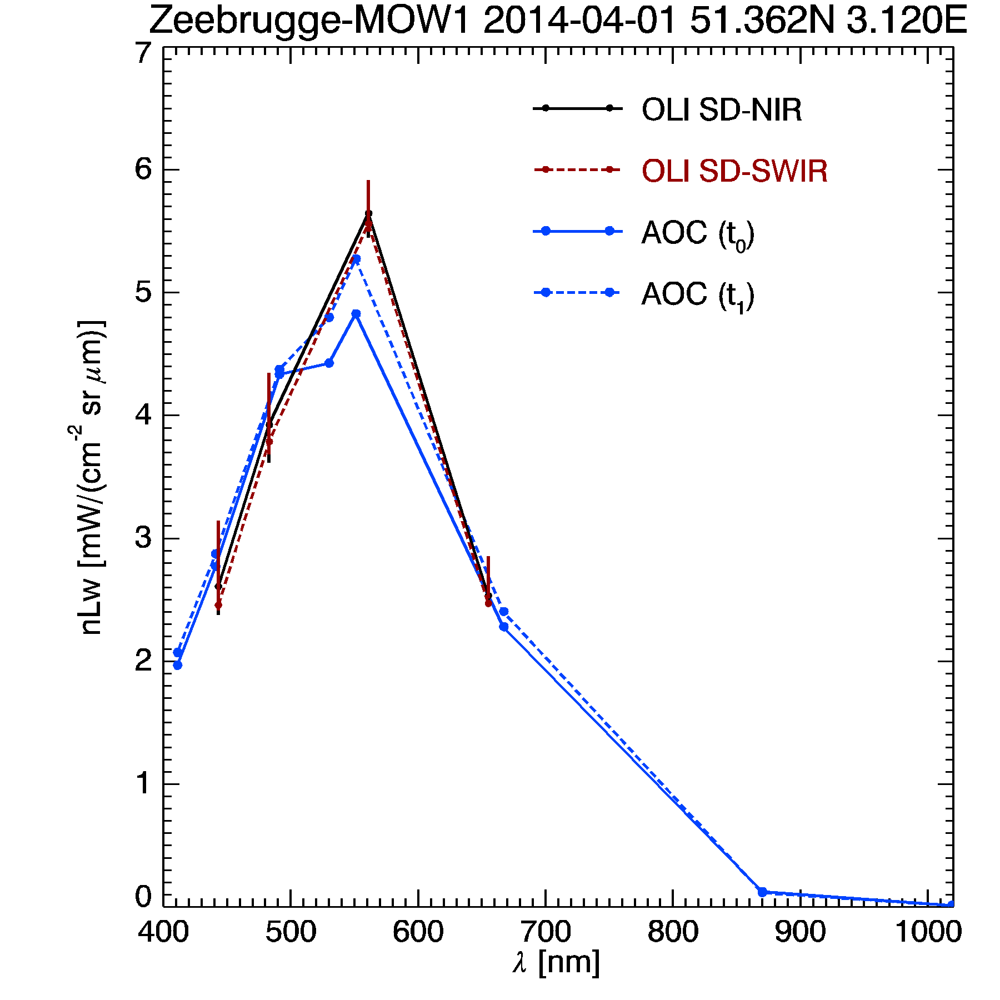 Zeebrugge-MOW1 2014-04-01 51.362N 3.120E
7
6
5
4
3
2
1
0
nLw [mW/(cm⁻² sr μm)]
OLI SD-NIR
OLI SD-SWIR
AOC (t₀)
AOC (t₁)
400 500 600 700 800 900 1000
λ [nm]